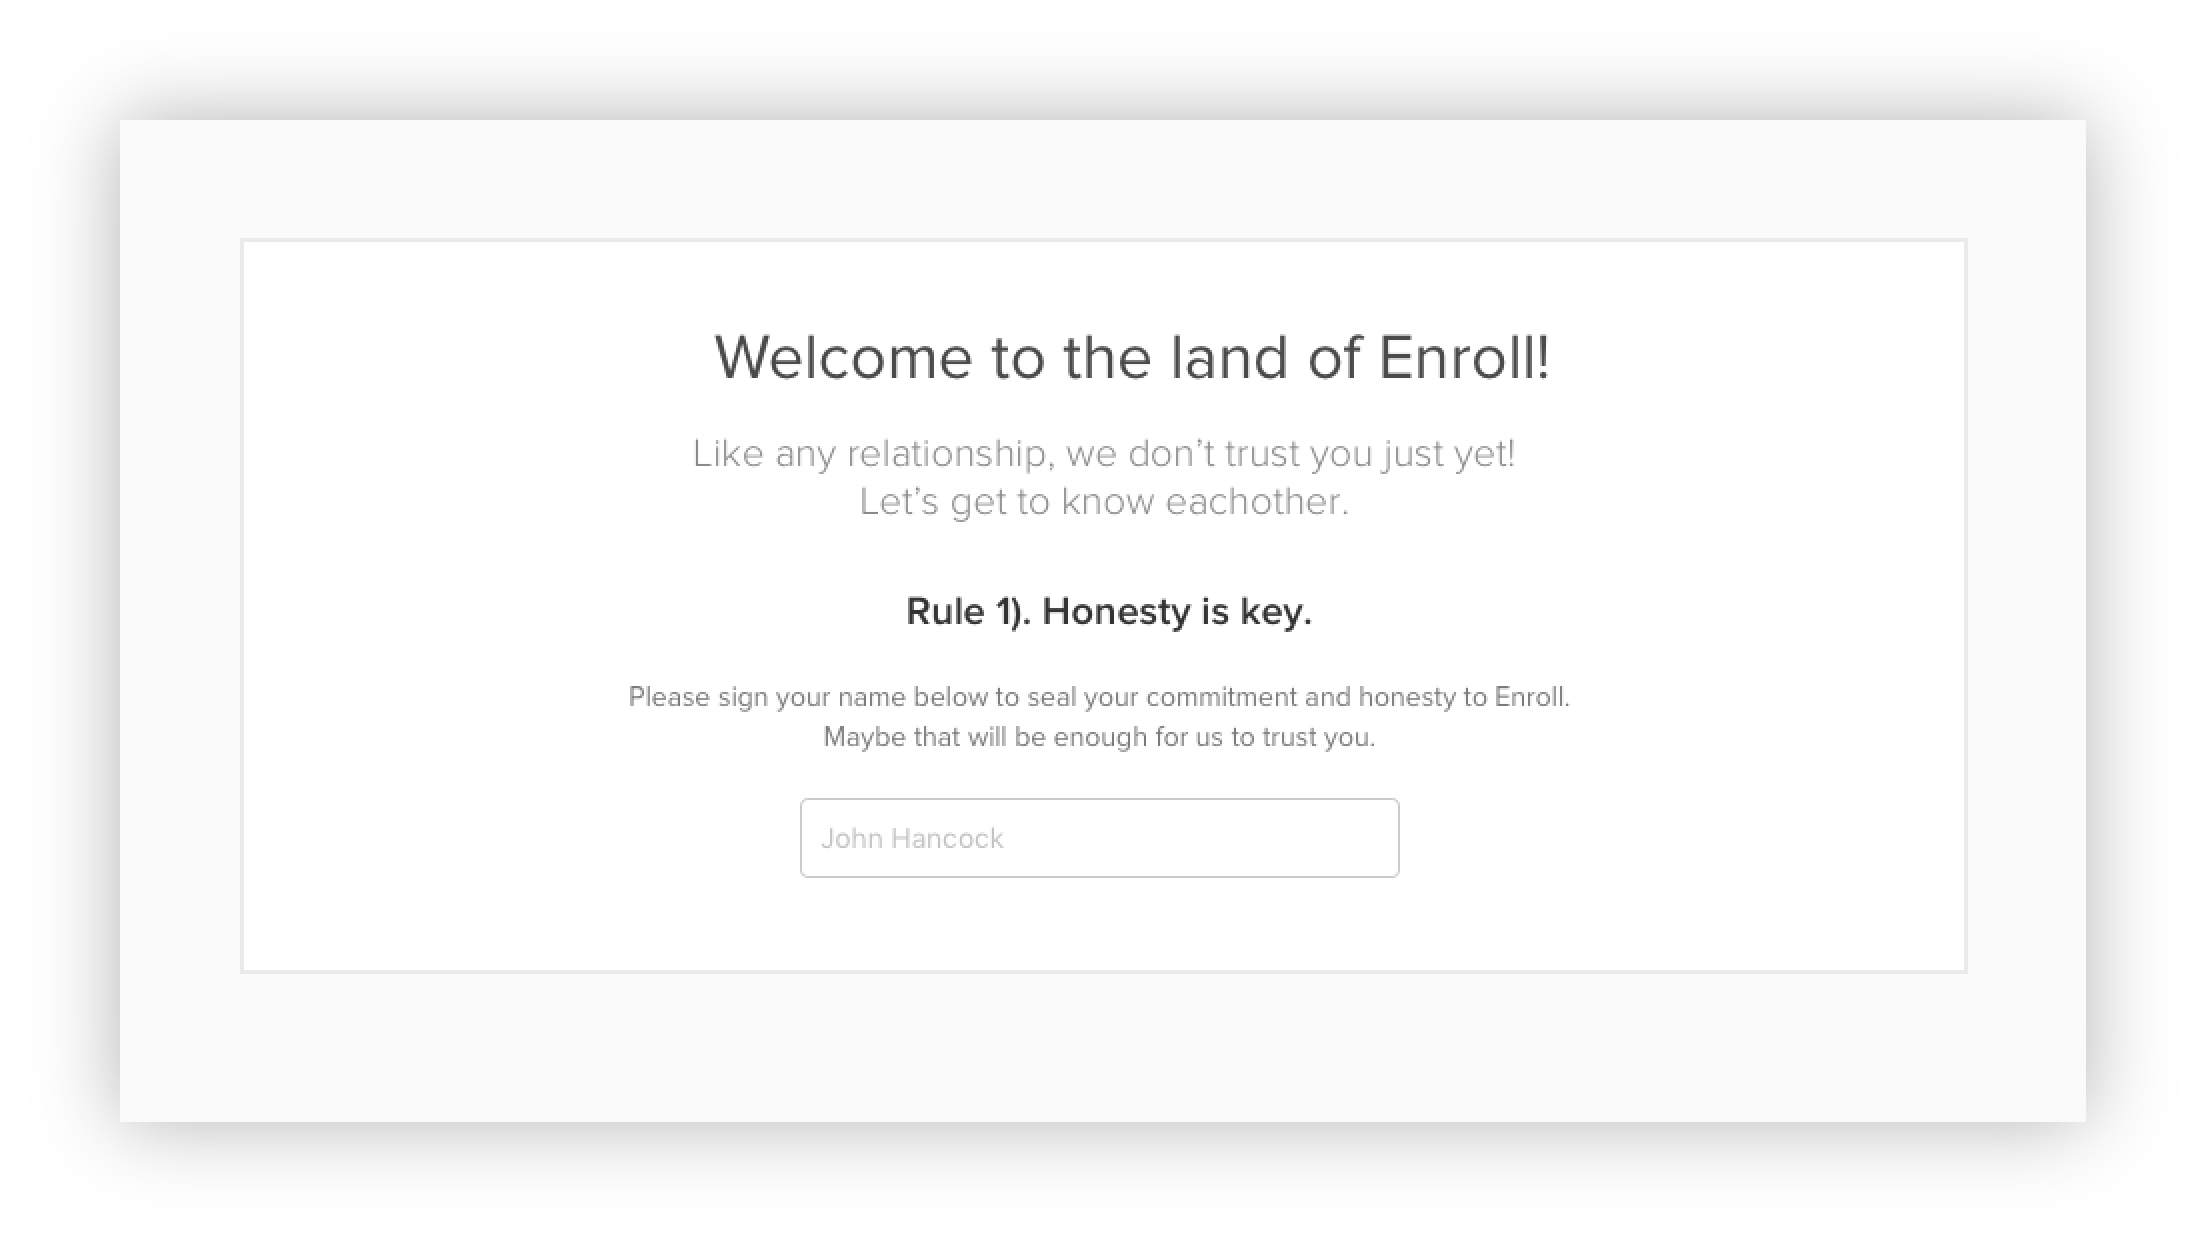 Welcome to the land of Enroll!
Like any relationship, we don’t trust you just yet!
Let’s get to know eachother.
Rule 1). Honesty is key.
Please sign your name below to seal your commitment and honesty to Enroll.
Maybe that will be enough for us to trust you.
John Hancock